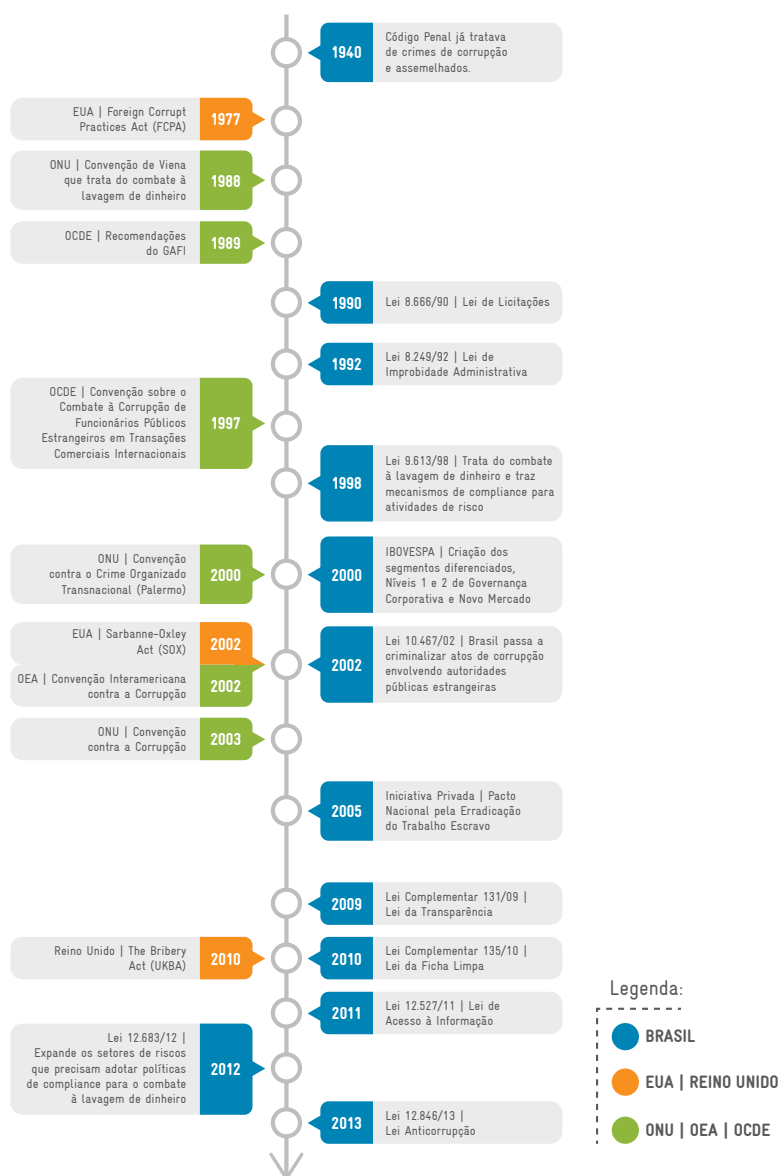 1940
Código Penal já tratava
de crimes de corrupção
e assemelhados.
EUA | Foreign Corrupt
Practices Act (FCPA)
1977
ONU | Convenção de Viena
que trata do combate à
lavagem de dinheiro
1988
OCDE | Recomendações
do GAFI
1989
1990
Lei 8.666/90 | Lei de Licitações
1992
Lei 8.249/92 | Lei de
Improbidade Administrativa
OCDE | Convenção sobre o
Combate à Corrupção de
Funcionários Públicos
Estrangeiros em Transações
Comerciais Internacionais
1997
1998
Lei 9.613/98 | Trata do combate
à lavagem de dinheiro e traz
mecanismos de compliance para
atividades de risco
ONU | Convenção
contra o Crime Organizado
Transnacional (Palermo)
2000
2000
IBOVESPA | Criação dos
segmentos diferenciados,
Níveis 1 e 2 de Governança
Corporativa e Novo Mercado
EUA | Sarbanne-Oxley
Act (SOX)
2002
OEA | Convenção Interamericana
contra a Corrupção
2002
2002
Lei 10.467/02 | Brasil passa a
criminalizar atos de corrupção
envolvendo autoridades
públicas estrangeiras
ONU | Convenção
contra a Corrupção
2003
2005
Iniciativa Privada | Pacto
Nacional pela Erradicação
do Trabalho Escravo
2009
Lei Complementar 131/09 |
Lei da Transparência
Reino Unido | The Bribery
Act (UKBA)
2010
2010
Lei Complementar 135/10 |
Lei da Ficha Limpa
2011
Lei 12.527/11 | Lei de
Acesso à Informação
Lei 12.683/12 |
Expande os setores de riscos
que precisam adotar políticas
de compliance para o combate
à lavagem de dinheiro
2012
2013
Lei 12.846/13 |
Lei Anticorrupção
Legenda:
BRASIL
EUA | REINO UNIDO
ONU | OEA | OCDE